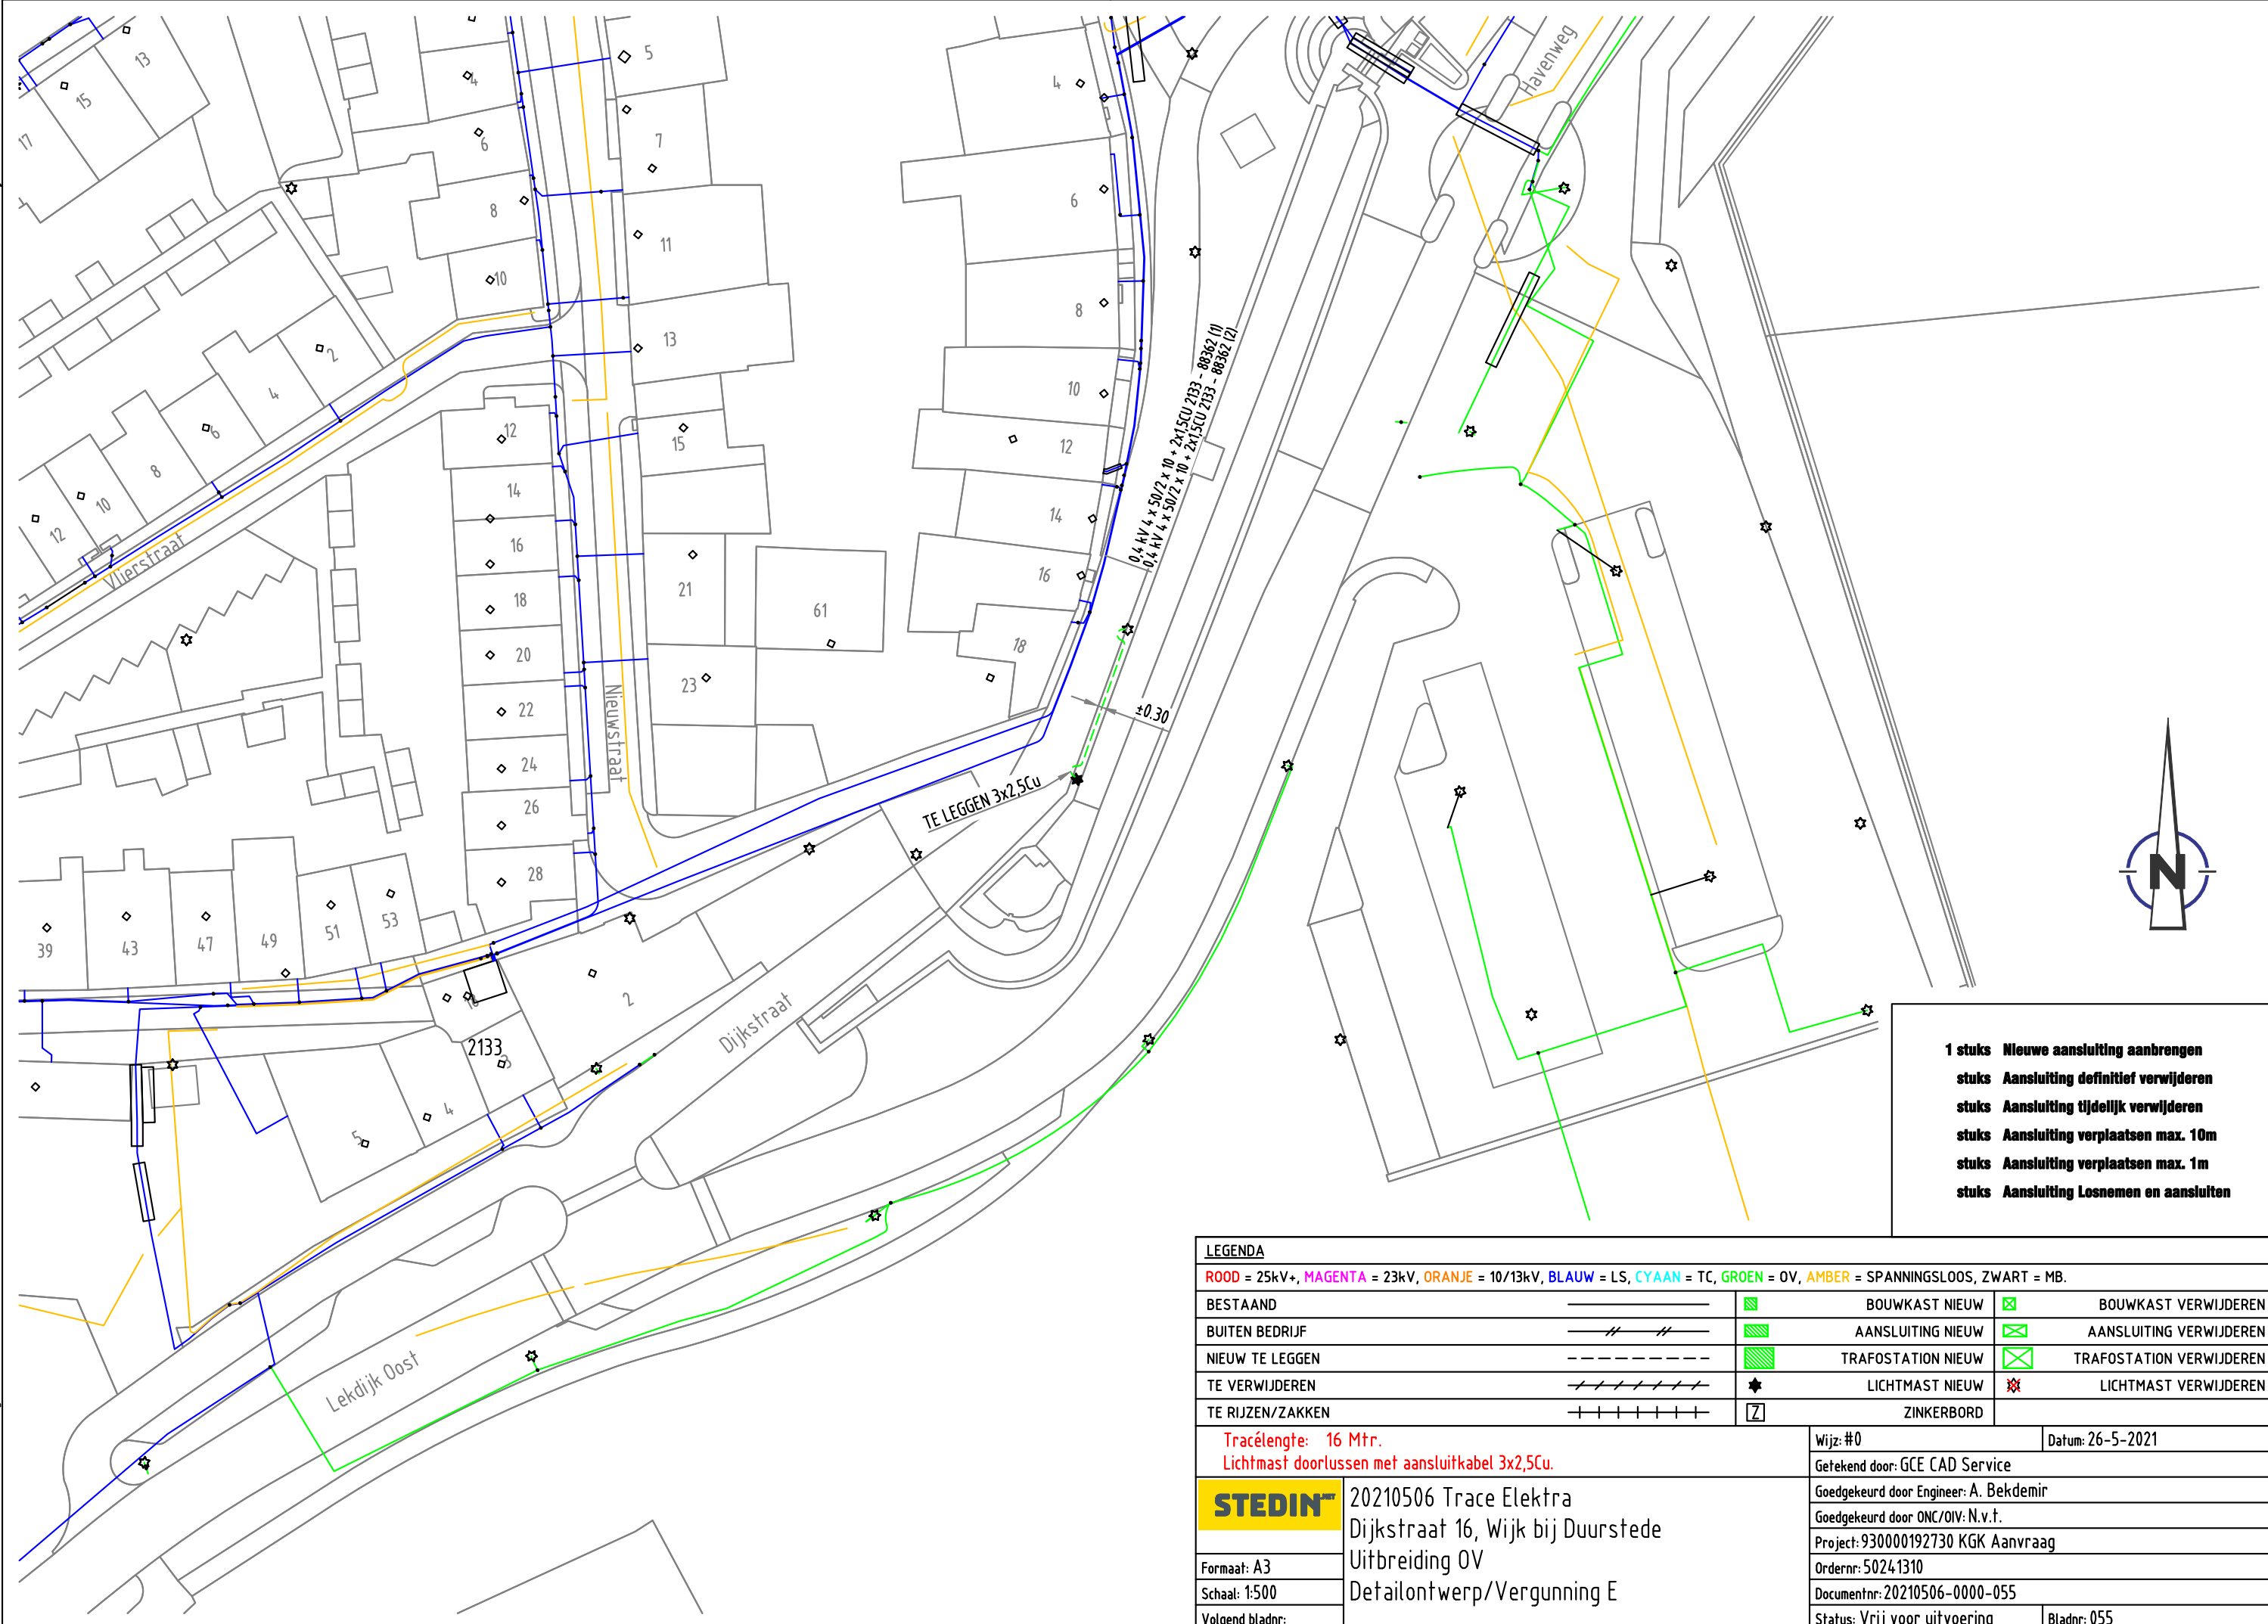 13
15
17
4
5
6
7
8
10
11
13
2
4
6
8
10
12
Vlierstraat
12
14
15
16
18
20
21
22
23
24
26
28
61
Nieuwstraat
4
6
8
10
12
14
16
18
Havenweg
0,4 kV 4 x 50/2 x 10 + 2x1,5CU 2133 - 88362 (1)
0,4 kV 4 x 50/2 x 10 + 2x1,5CU 2133 - 88362 (2)
±0.30
TE LEGGEN 3x2,5Cu
39
43
47
49
51
53
2
2133
3
4
5
Dijkstraat
Lekdijk Oost
N
1 stuks Nieuwe aansluiting aanbrengen
stuks Aansluiting definitief verwijderen
stuks Aansluiting tijdelijk verwijderen
stuks Aansluiting verplaatsen max. 10m
stuks Aansluiting verplaatsen max. 1m
stuks Aansluiting Losnemen en aansluiten
LEGENDA
ROOD = 25kV+, MAGENTA = 23kV, ORANJE = 10/13kV, BLAUW = LS, CYAAN = TC, GROEN = OV, AMBER = SPANNINGSLOOS, ZWART = MB.
BESTAAND BOUWKAST NIEUW BOUWKAST VERWIJDEREN
BUITEN BEDRIJF AANSLUITING NIEUW AANSLUITING VERWIJDEREN
NIEUW TE LEGGEN TRAFOSTATION NIEUW TRAFOSTATION VERWIJDEREN
TE VERWIJDEREN LICHTMAST NIEUW LICHTMAST VERWIJDEREN
TE RIJZEN/ZAKKEN Z ZINKERBORD
Tracélengte: 16 Mtr.
Lichtmast doorlussen met aansluitkabel 3x2,5Cu.
Wijz: #0 Datum: 26-5-2021
Getekend door: GCE CAD Service
Goedgekeurd door Engineer: A. Bekdemir
Goedgekeurd door ONC/OIV: N.v.t.
Project: 930000192730 KGK Aanvraag
Ordernr: 50241310
Documentnr: 20210506-0000-055
Status: Vrij voor uitvoering Bladnr: 055
STEDIN.NET
20210506 Trace Elektra
Dijkstraat 16, Wijk bij Duurstede
Uitbreiding OV
Detailontwerp/Vergunning E
Formaat: A3
Schaal: 1:500
Volgend bladnr: